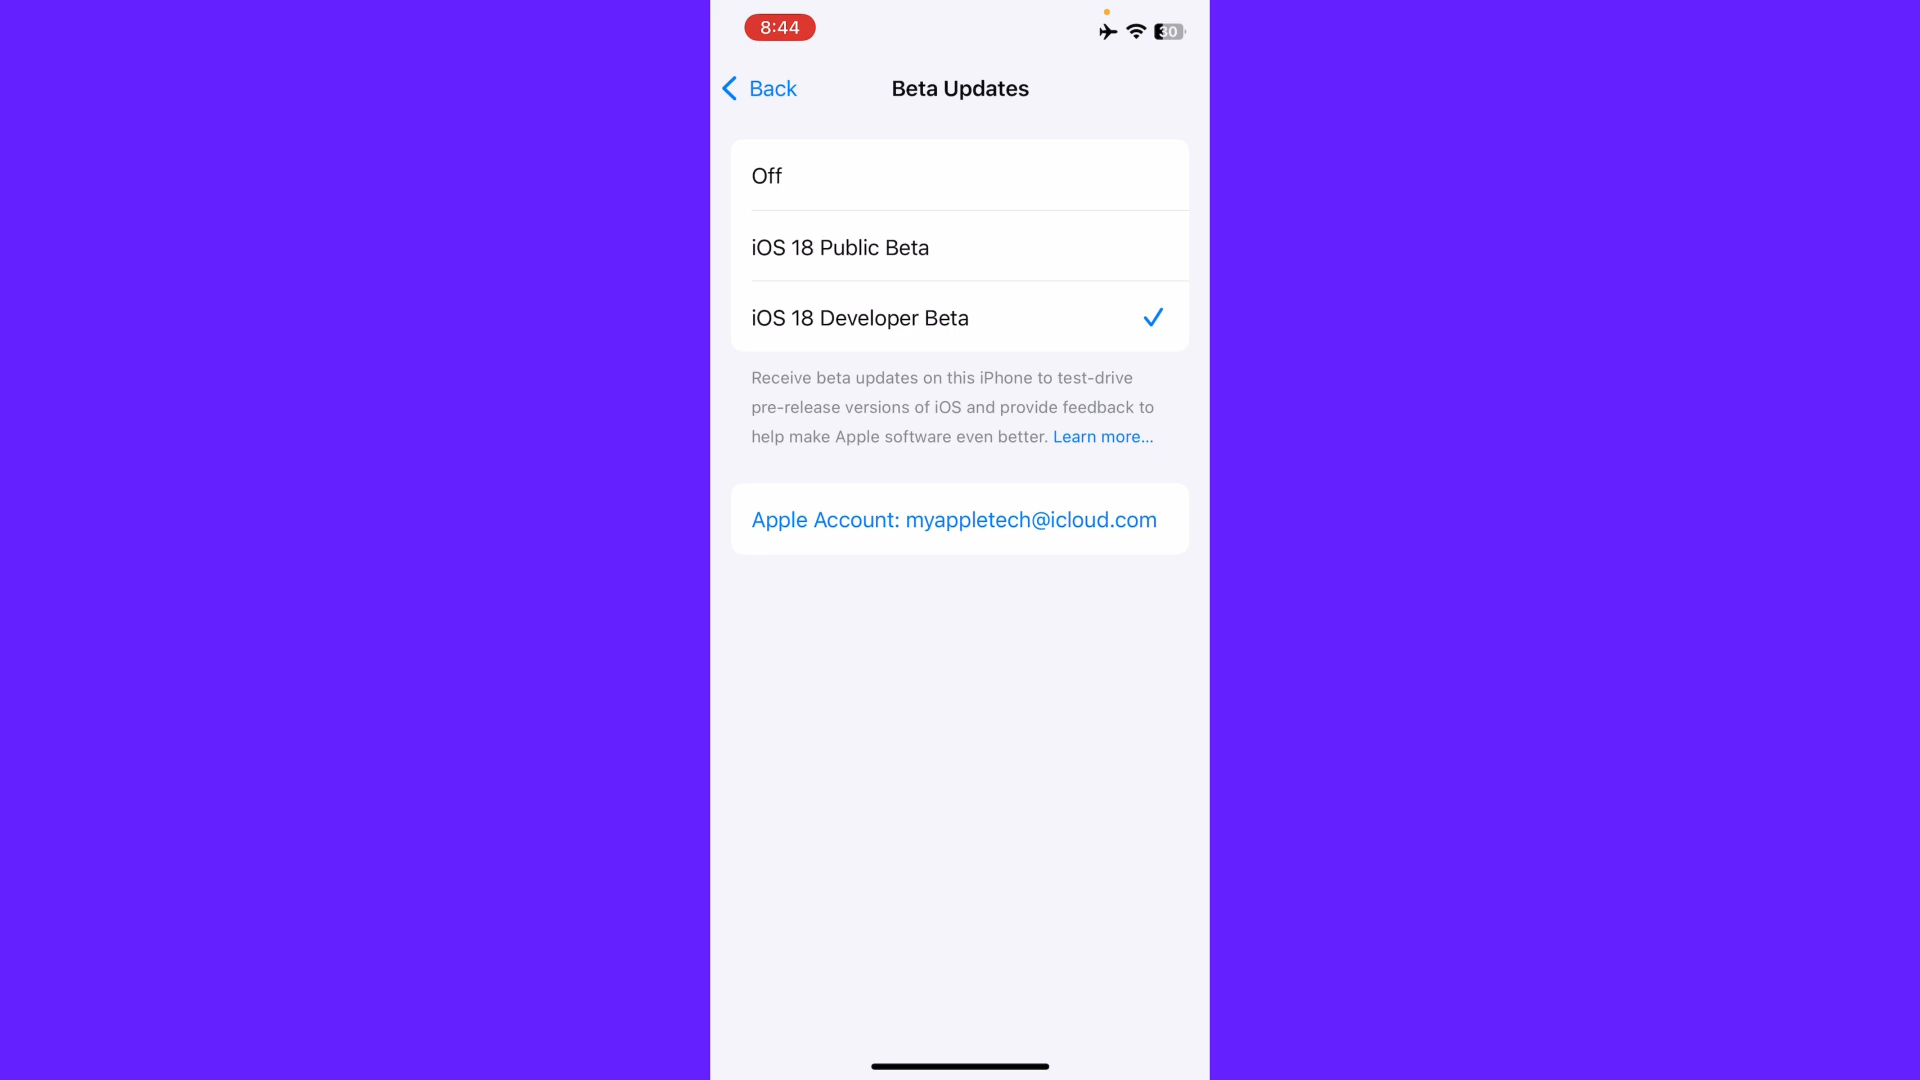 8:44
30
Back
Beta Updates
Off
iOS 18 Public Beta
iOS 18 Developer Beta
Receive beta updates on this iPhone to test-drive
pre-release versions of iOS and provide feedback to
help make Apple software even better. Learn more...
Apple Account: myappletech@icloud.com